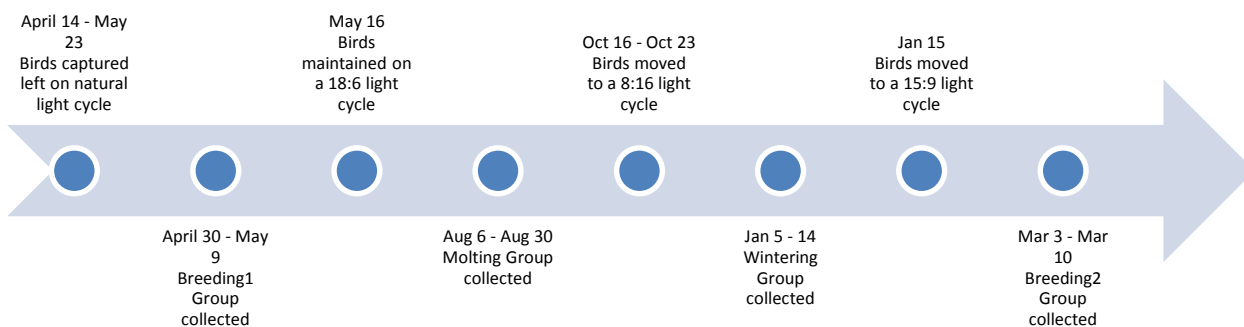 April 14 - May
23
Birds captured
left on natural
light cycle
April 30 - May
9
Breeding1
Group
collected
May 16
Birds
maintained on
a 18:6 light
cycle
Aug 6 - Aug 30
Molting Group
collected
Oct 16 - Oct 23
Birds moved
to a 8:16 light
cycle
Jan 5 - 14
Wintering
Group
collected
Jan 15
Birds moved
to a 15:9 light
cycle
Mar 3 - Mar
10
Breeding2
Group
collected